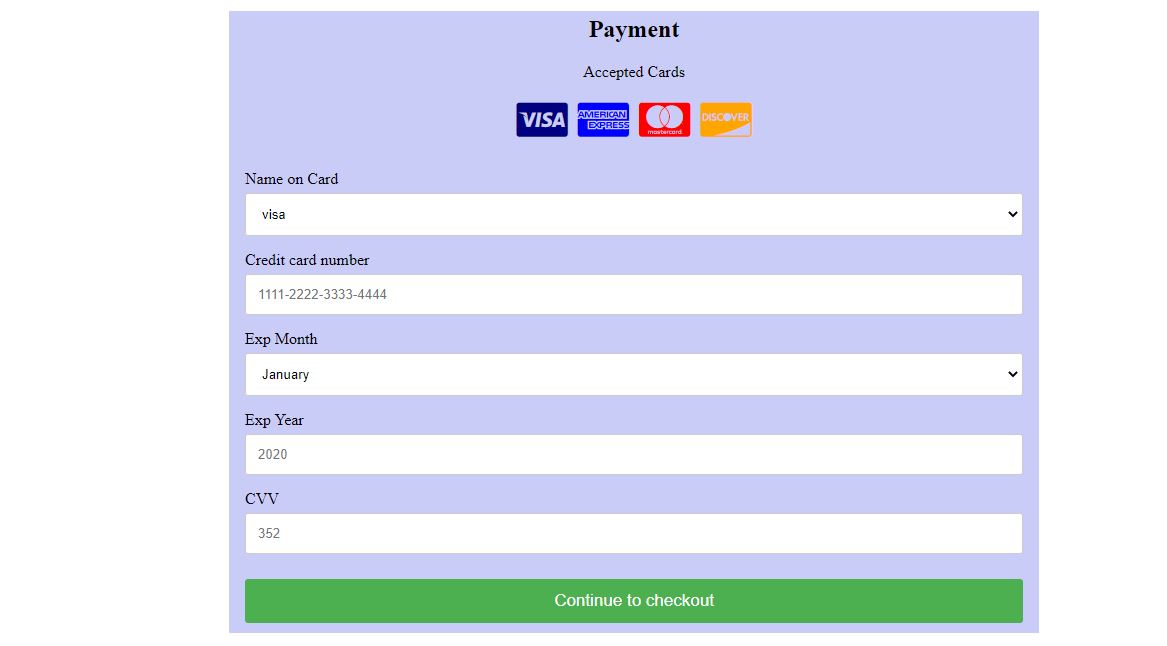 Payment
Accepted Cards
VISA AMERICAN EXPRESS mastercard. DISCOVER
Name on Card
visa
Credit card number
1111-2222-3333-4444
Exp Month
January
Exp Year
2020
CVV
352
Continue to checkout